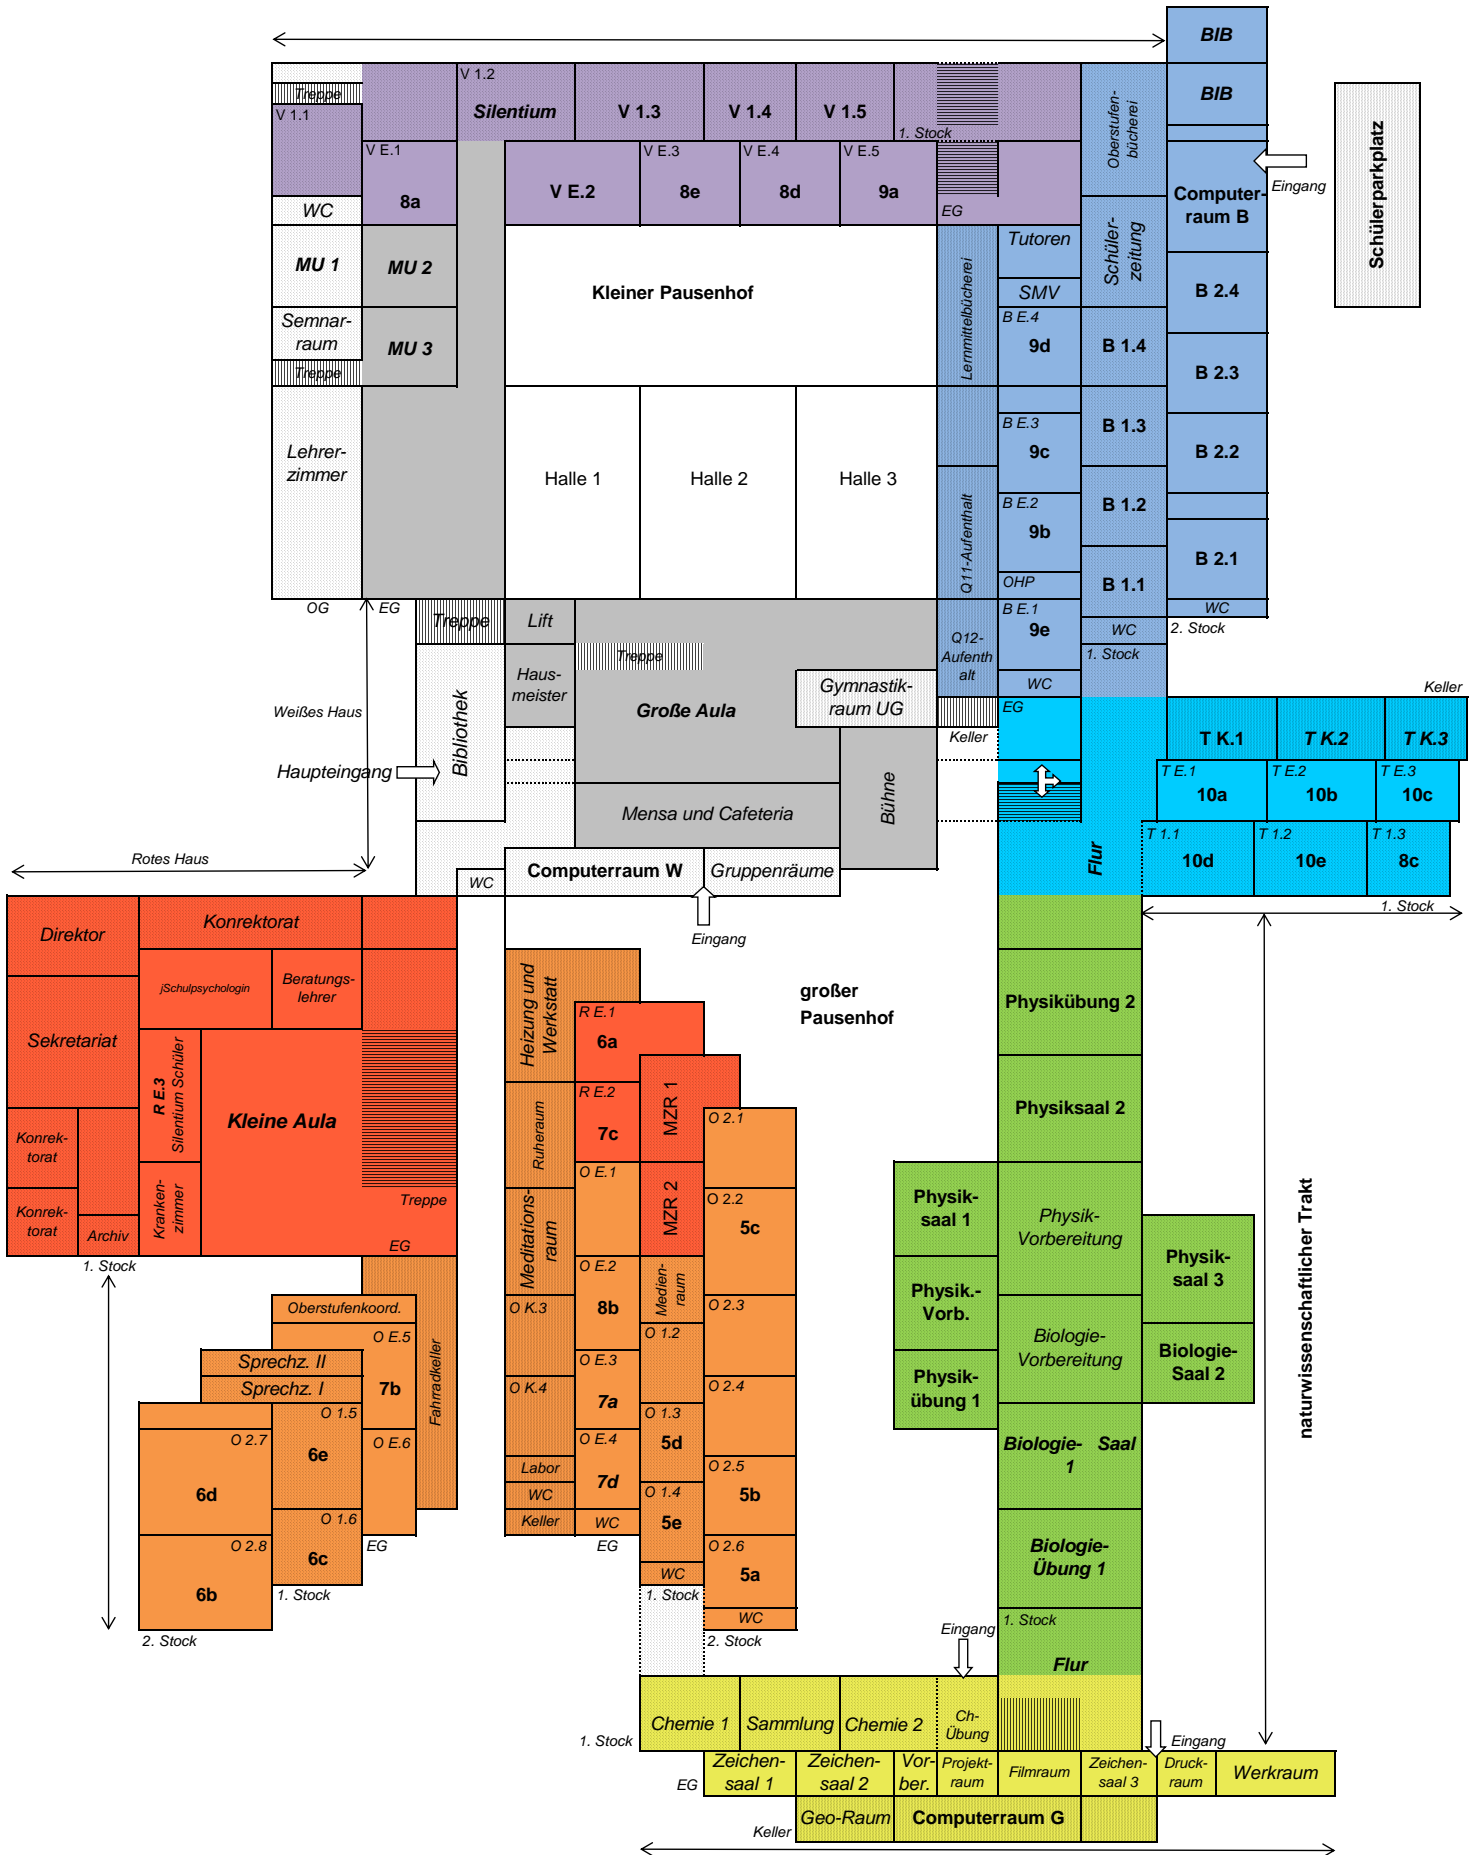 BIB
V 1.2
BIB
Treppe
V 1.1
Silentium
V 1.3
V 1.4
V 1.5
1. Stock
Oberstufen-
bücherei
Schülerparkplatz
V E.1
8a
V E.2
V E.3
8e
V E.4
8d
V E.5
9a
EG
Eingang
Computer-
raum B
WC
MU 1
MU 2
Kleiner Pausenhof
Lernmittelbücherei
Tutoren
SMV
Schüler-
zeitung
B 2.4
Semnar-
raum
MU 3
Treppe
B E.4
9d
B 1.4
B 2.3
Lehrer-
zimmer
Halle 1
Halle 2
Halle 3
B E.3
9c
B 1.3
B 2.2
Q11-Aufenthalt
B E.2
9b
B 1.2
B 2.1
OHP
B 1.1
WC
2. Stock
OG
EG
Treppe
Lift
Treppe
Q12-
Aufenth
alt
B E.1
9e
WC
1. Stock
WC
Haus-
meister
Große Aula
Gymnastik-
raum UG
Keller
EG
Weißes Haus
Bibliothek
Haupteingang
Mensa und Cafeteria
Bühne
Keller
T K.1
T K.2
T K.3
T E.1
10a
T E.2
10b
T E.3
10c
T 1.1
10d
T 1.2
10e
T 1.3
8c
1. Stock
Flur
Rotes Haus
WC
Computerraum W
Gruppenräume
Eingang
Direktor
Konrektorat
jSchulpsychologin
Beratungs-
lehrer
Sekretariat
R E.3
Silentium Schüler
Kleine Aula
Konrek-
torat
Konrek-
torat
Archiv
Kranken-
zimmer
Treppe
EG
1. Stock
Heizung und
Werkstatt
R E.1
6a
großer
Pausenhof
Physikübung 2
Ruheraum
R E.2
7c
MZR 1
O 2.1
Physiksaal 2
Meditations-
raum
O E.1
MZR 2
O 2.2
5c
Physik-
saal 1
Physik-
Vorbereitung
Physik-
saal 3
naturwissenschaftlicher Trakt
O E.2
8b
Medien-
raum
O 2.3
Physik.-
Vorb.
Biologie-
Vorbereitung
Biologie-
Saal 2
Oberstufenkoord.
O E.5
7b
Fahrradkeller
Sprechz. II
Sprechz. I
O K.3
O 1.2
O E.3
7a
O 2.4
Physik-
übung 1
O K.4
O 1.5
6e
O E.6
O 2.7
6d
O 1.3
5d
O E.4
7d
O 2.5
5b
Biologie- Saal
1
Labor
WC
Keller
WC
EG
O 1.4
5e
WC
1. Stock
O 1.6
6c
EG
1. Stock
O 2.8
6b
2. Stock
O 2.6
5a
WC
2. Stock
Biologie-
Übung 1
1. Stock
Eingang
Flur
Chemie 1
Sammlung
Chemie 2
Ch-
Übung
1. Stock
Eingang
EG
Zeichen-
saal 1
Zeichen-
saal 2
Vor-
ber.
Projekt-
raum
Filmraum
Zeichen-
saal 3
Druck-
raum
Werkraum
Keller
Geo-Raum
Computerraum G